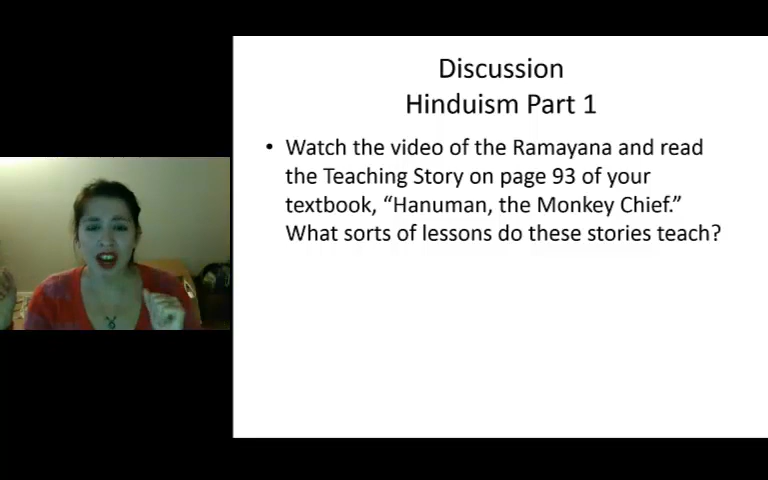 Discussion
Hinduism Part 1
• Watch the video of the Ramayana and read
the Teaching Story on page 93 of your
textbook, “Hanuman, the Monkey Chief.”
What sorts of lessons do these stories teach?